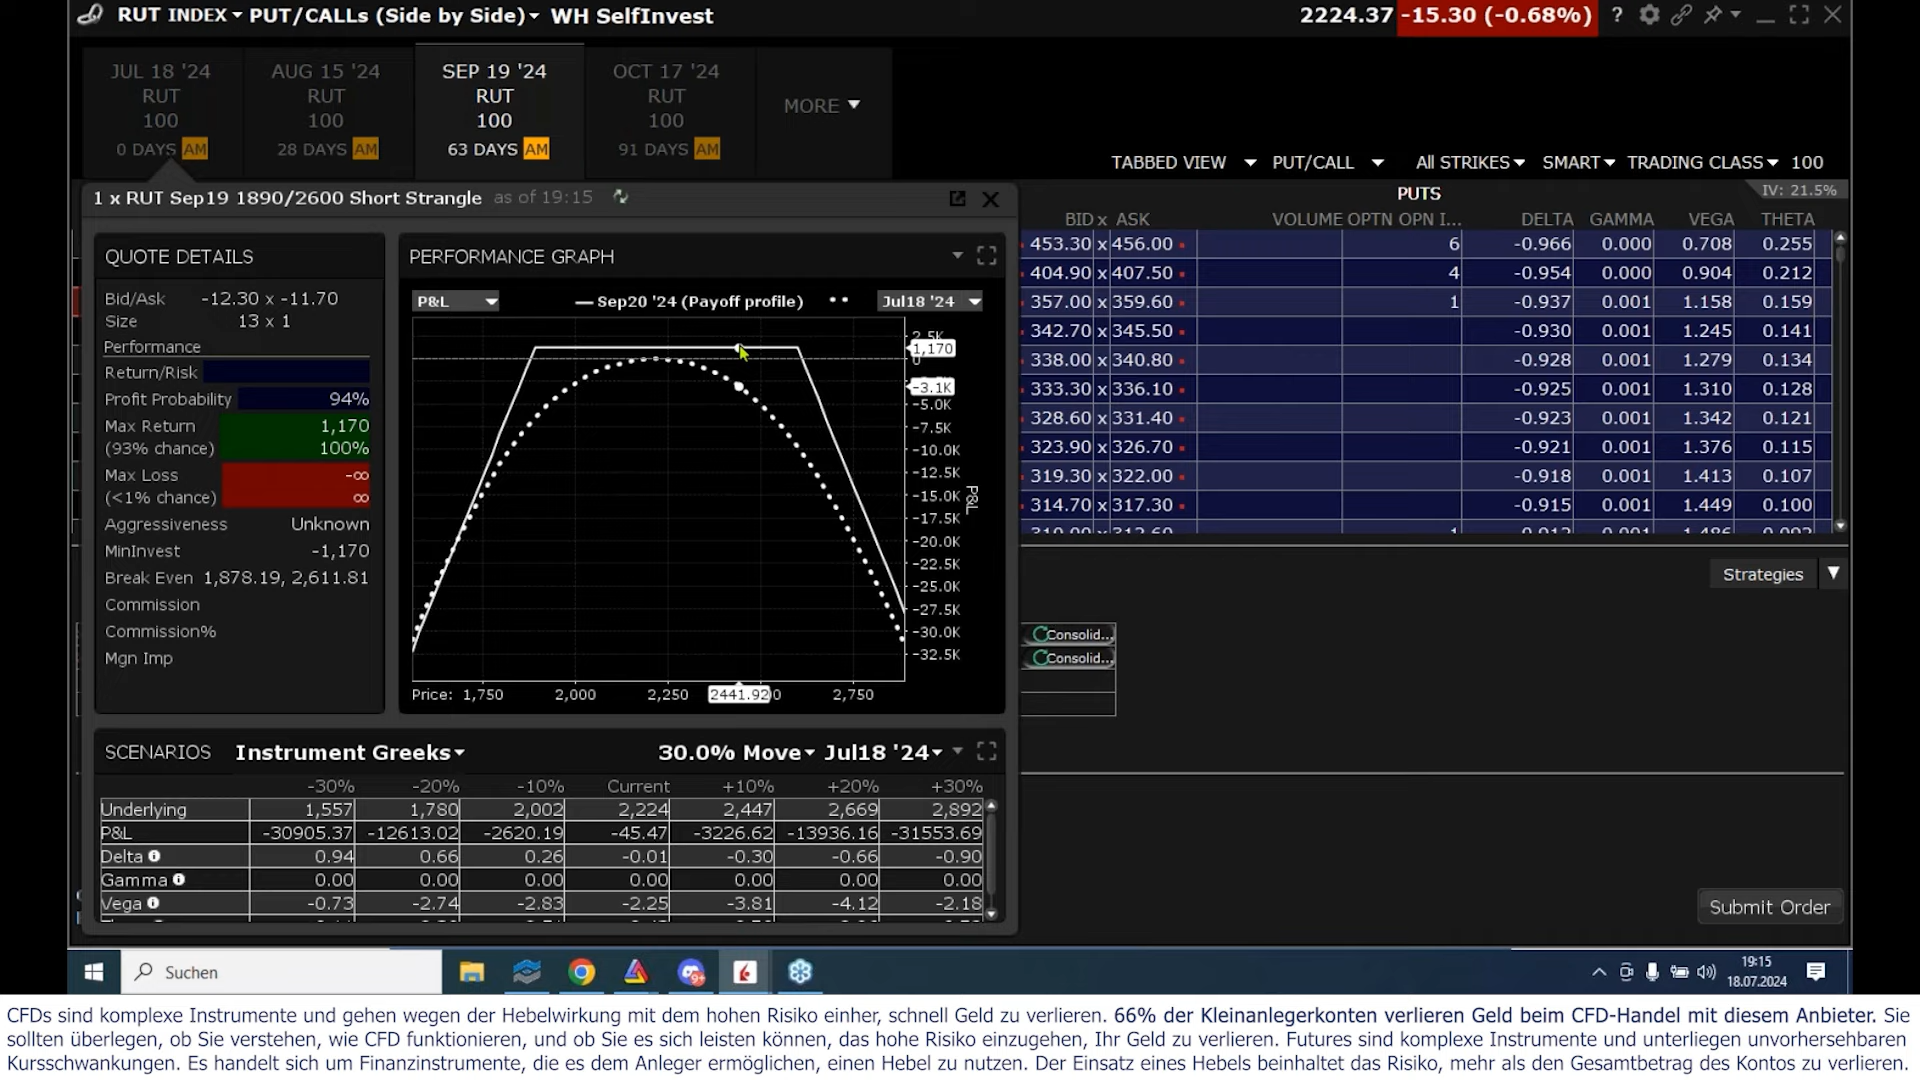 RUT INDEX PUT/CALLs (Side by Side) WH SelfInvest
2224.37 -15.30 (-0.68%) ?
JUL 18 '24 AUG 15 '24 SEP 19 '24 OCT 17 '24
RUT RUT RUT RUT MORE
100 100 100 100
0 DAYS AM 28 DAYS AM 63 DAYS AM 91 DAYS AM
TABBED VIEW PUT/CALL All STRIKES SMART TRADING CLASS 100
PUTS IV: 21.5%
BID x ASK VOLUME OPTN OPN I... DELTA GAMMA VEGA THETA
453.30 x 456.00 6 -0.966 0.000 0.708 0.255
404.90 x 407.50 4 -0.954 0.000 0.904 0.212
357.00 x 359.60 1 -0.937 0.001 1.158 0.159
342.70 x 345.50 -0.930 0.001 1.245 0.141
338.00 x 340.80 -0.928 0.001 1.279 0.134
333.30 x 336.10 -0.925 0.001 1.310 0.128
328.60 x 331.40 -0.923 0.001 1.342 0.121
323.90 x 326.70 -0.921 0.001 1.376 0.115
319.30 x 322.00 -0.918 0.001 1.413 0.107
314.70 x 317.30 -0.915 0.001 1.449 0.100
1 x RUT Sep19 1890/2600 Short Strangle as of 19:15
QUOTE DETAILS
Bid/Ask -12.30 x -11.70
Size 13 x 1
Performance
Return/Risk
Profit Probability 94%
Max Return 1,170
(93% chance) 100%
Max Loss -∞
(<1% chance) ∞
Aggressiveness Unknown
MinInvest -1,170
Break Even 1,878.19, 2,611.81
Commission
Commission%
Mgn Imp
PERFORMANCE GRAPH
P&L Sep20 '24 (Payoff profile) Jul18 '24
2.5K
1,170
0
-3.1K
-5.0K
-7.5K
-10.0K
-12.5K
-15.0K
-17.5K
-20.0K
-22.5K
-25.0K
-27.5K
-30.0K
-32.5K
P&L
Price: 1,750 2,000 2,250 2441.92 2,750
Strategies
Consolid...
Consolid...
SCENARIOS Instrument Greeks 30.0% Move Jul18 '24
-30% -20% -10% Current +10% +20% +30%
Underlying 1,557 1,780 2,002 2,224 2,447 2,669 2,892
P&L -30905.37 -12613.02 -2620.19 -45.47 -3226.62 -13936.16 -31553.69
Delta 0.94 0.66 0.26 -0.01 -0.30 -0.66 -0.90
Gamma 0.00 0.00 0.00 0.00 0.00 0.00 0.00
Vega -0.73 -2.74 -2.83 -2.25 -3.81 -4.12 -2.18
Submit Order
Suchen
19:15
18.07.2024
CFDs sind komplexe Instrumente und gehen wegen der Hebelwirkung mit dem hohen Risiko einher, schnell Geld zu verlieren. 66% der Kleinanlegerkonten verlieren Geld beim CFD-Handel mit diesem Anbieter. Sie
sollten überlegen, ob Sie verstehen, wie CFD funktionieren, und ob Sie es sich leisten können, das hohe Risiko einzugehen, Ihr Geld zu verlieren. Futures sind komplexe Instrumente und unterliegen unvorhersehbaren
Kursschwankungen. Es handelt sich um Finanzinstrumente, die es dem Anleger ermöglichen, einen Hebel zu nutzen. Der Einsatz eines Hebels beinhaltet das Risiko, mehr als den Gesamtbetrag des Kontos zu verlieren.